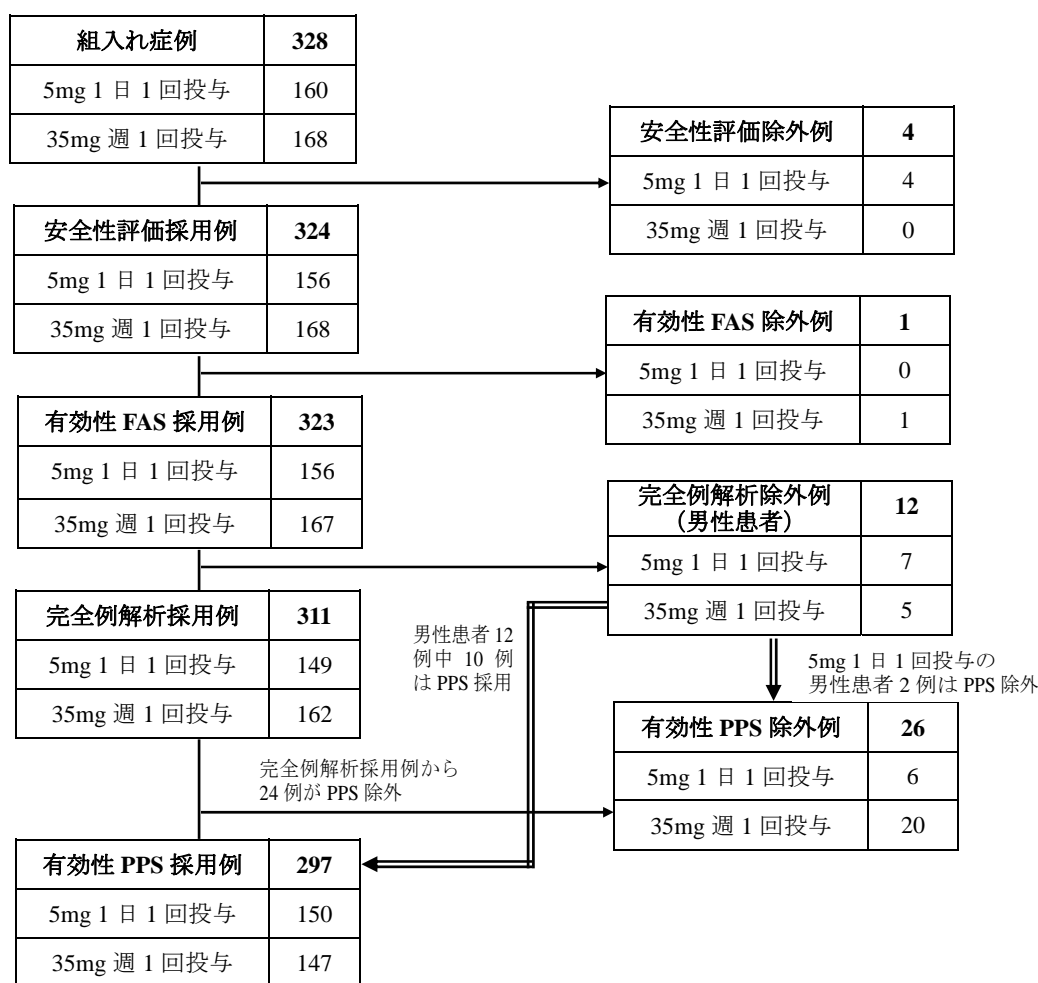 組入れ症例 328
5mg 1 日 1 回投与 160
35mg 週 1 回投与 168
安全性評価除外例 4
5mg 1 日 1 回投与 4
35mg 週 1 回投与 0
安全性評価採用例 324
5mg 1 日 1 回投与 156
35mg 週 1 回投与 168
有効性 FAS 除外例 1
5mg 1 日 1 回投与 0
35mg 週 1 回投与 1
有効性 FAS 採用例 323
5mg 1 日 1 回投与 156
35mg 週 1 回投与 167
完全例解析除外例
（男性患者） 12
5mg 1 日 1 回投与 7
35mg 週 1 回投与 5
完全例解析採用例 311
5mg 1 日 1 回投与 149
35mg 週 1 回投与 162
男性患者 12
例中 10 例
は PPS 採用
5mg 1 日 1 回投与の
男性患者 2 例は PPS 除外
有効性 PPS 除外例 26
5mg 1 日 1 回投与 6
35mg 週 1 回投与 20
完全例解析採用例から
24 例が PPS 除外
有効性 PPS 採用例 297
5mg 1 日 1 回投与 150
35mg 週 1 回投与 147